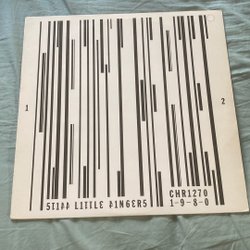 1
2
STIFF LITTLE FINGERS
CHR1270
1-9-8-0